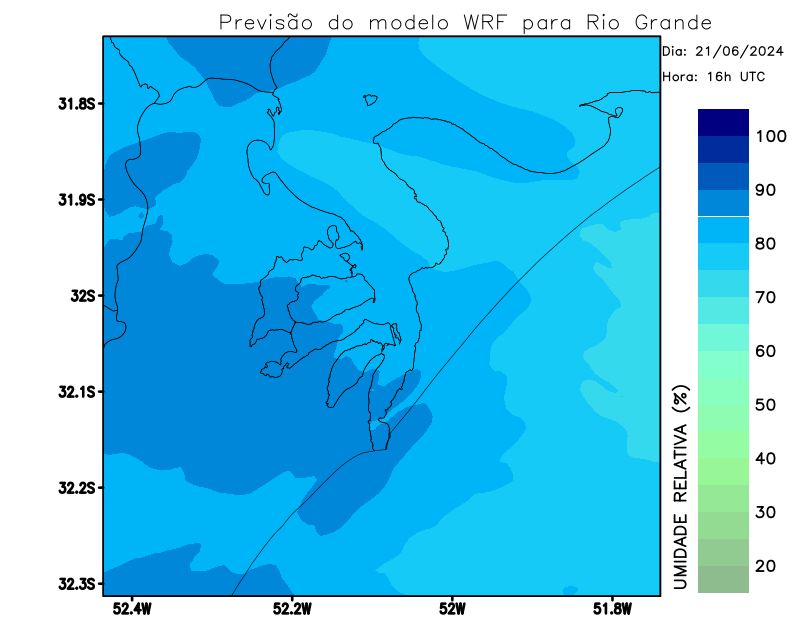 Previsão do modelo WRF para Rio Grande
Dia: 21/06/2024
Hora: 16h UTC
31.8S
31.9S
32S
32.1S
32.2S
32.3S
52.4W
52.2W
52W
51.8W
100
90
80
70
60
50
40
30
20
UMIDADE RELATIVA (%)